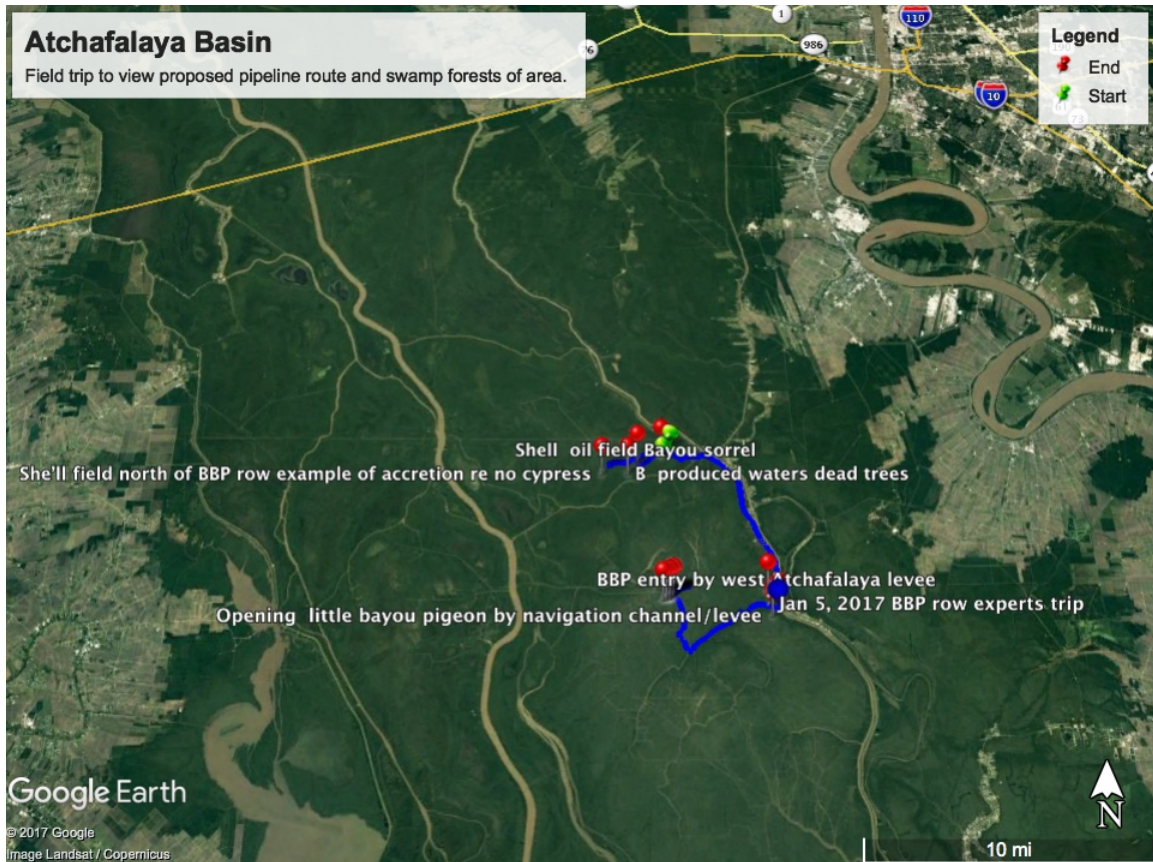 Atchafalaya Basin
Field trip to view proposed pipeline route and swamp forests of area.
1
110
986
Legend
190
End
10
Start
61
73
Shell oil field Bayou sorrel
She'll field north of BBP row example of accretion re no cypress
B produced waters dead trees
BBP entry by west Atchafalaya levee
Jan 5, 2017 BBP row experts trip
Opening little bayou pigeon by navigation channel/levee
Google Earth
N
© 2017 Google
Image Landsat / Copernicus
10 mi